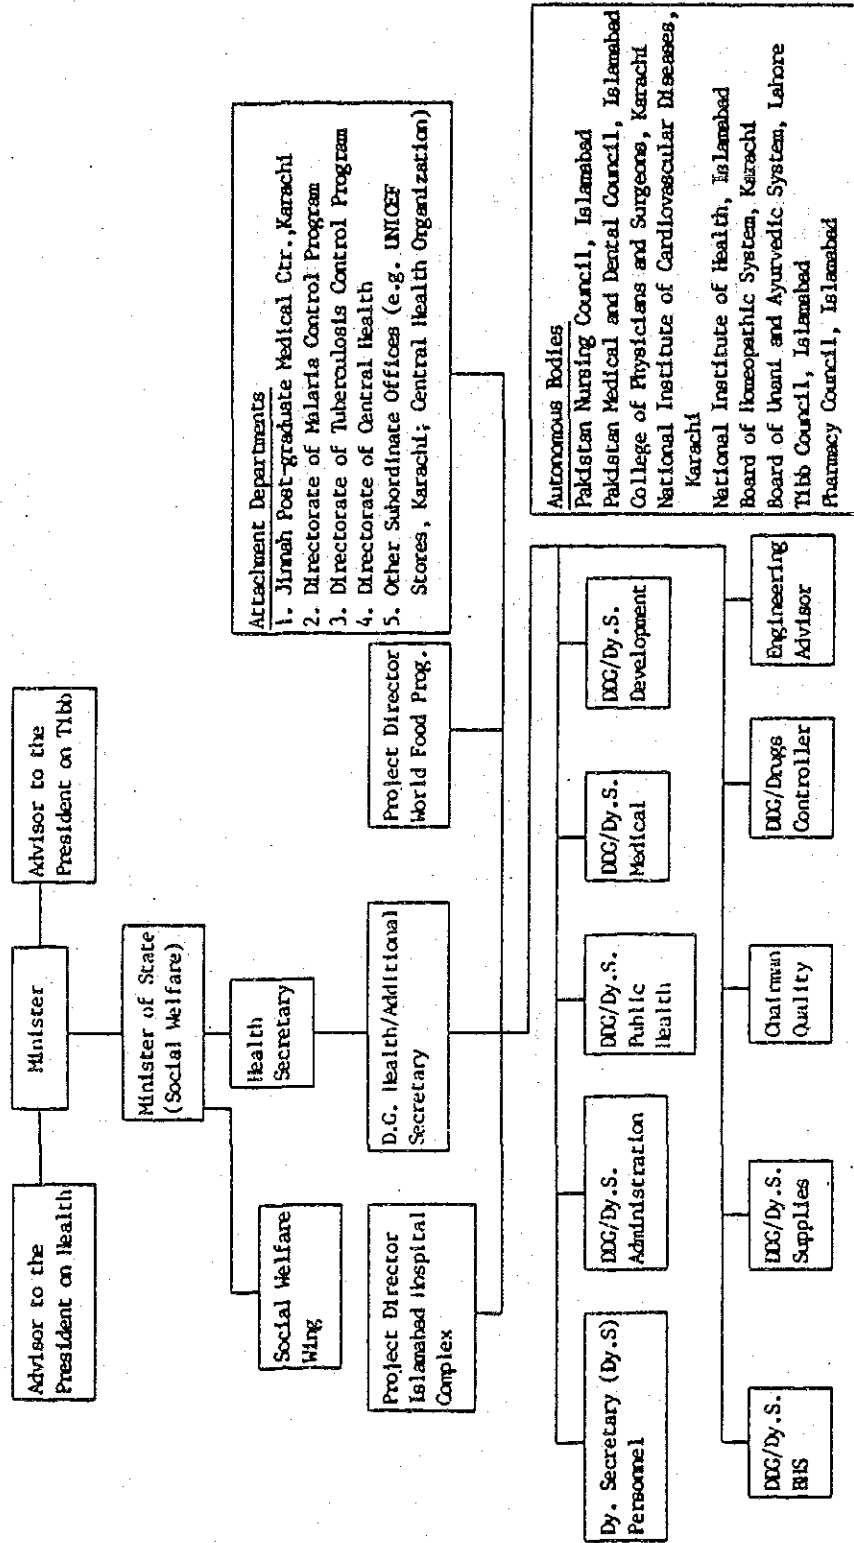 Advisor to the
President on Health
Minister
Advisor to the
President on Tibb
Minister of State
(Social Welfare)
Social Welfare
Wing
Health
Secretary
Project Director
Islamabad Hospital
Complex
D.G. Health/Additional
Secretary
Project Director
World Food Prog.
Attachment Departments
1. Jinnah Post-graduate Medical Ctr.,Karachi
2. Directorate of Malaria Control Program
3. Directorate of Tuberculosis Control Program
4. Directorate of Central Health
5. Other Subordinate Offices (e.g. UNICEF
Stores, Karachi; Central Health Organization)
Dy. Secretary (Dy.S)
Personnel
DDG/Dy.S.
Administration
DDG/Dy.S.
Public
Health
DDG/Dy.S.
Medical
DDG/Dy.S.
Development
DDG/Dy.S.
BHS
DDG/Dy.S.
Supplies
Chairman
Quality
DDG/Drugs
Controller
Engineering
Advisor
Autonomous Bodies
Pakistan Nursing Council, Islamabad
Pakistan Medical and Dental Council, Islamabad
College of Physicians and Surgeons, Karachi
National Institute of Cardiovascular Diseases,
Karachi
National Institute of Health, Islamabad
Board of Homeopathic System, Karachi
Board of Unani and Ayurvedic System, Lahore
Tibb Council, Islamabad
Pharmacy Council, Islamabad